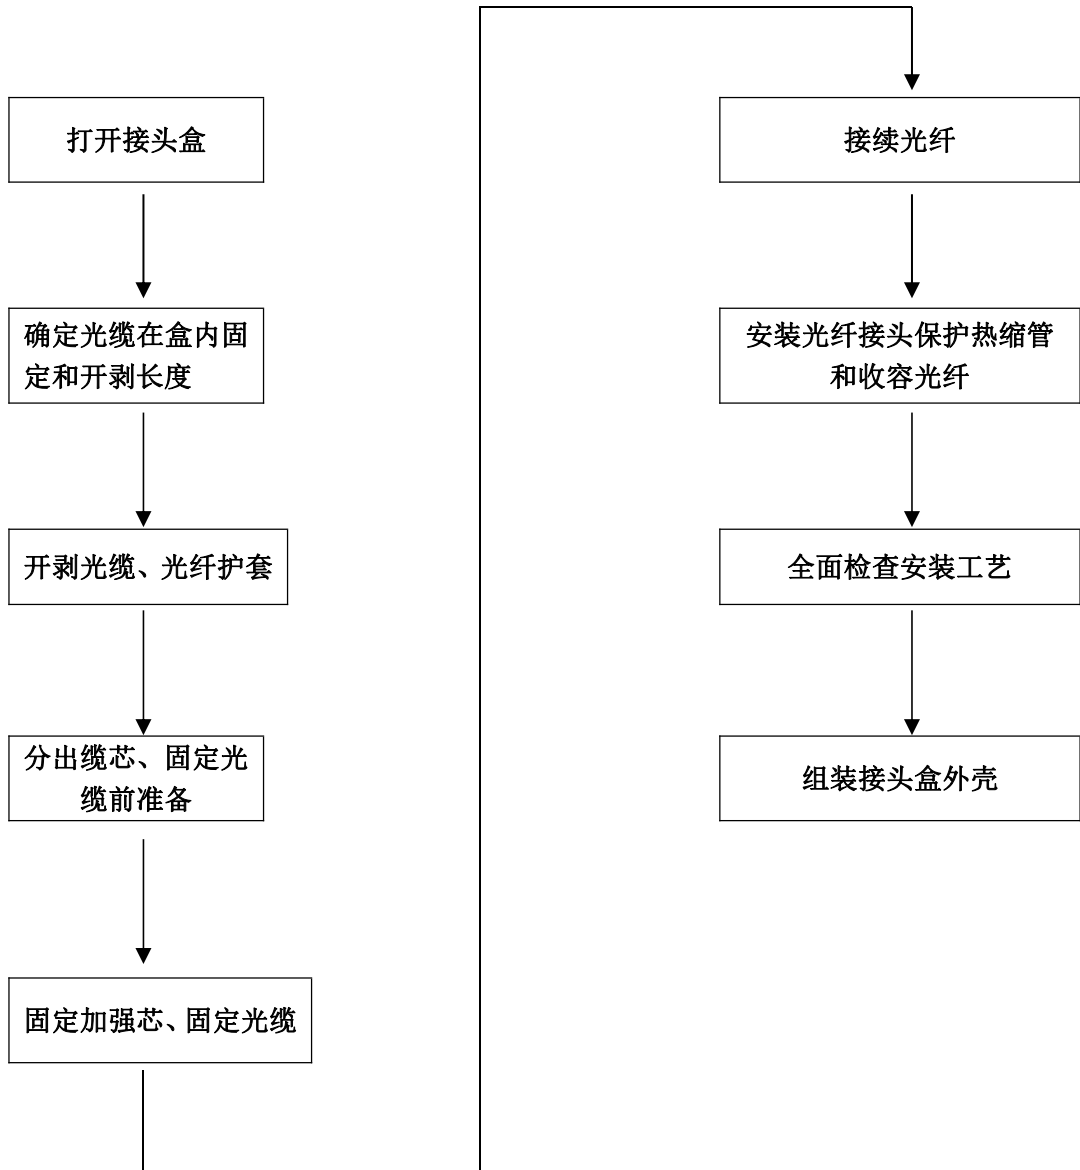 打开接头盒
确定光缆在盒内固
定和开剥长度
开剥光缆、光纤护套
分出缆芯、固定光
缆前准备
固定加强芯、固定光缆
接续光纤
安装光纤接头保护热缩管
和收容光纤
全面检查安装工艺
组装接头盒外壳